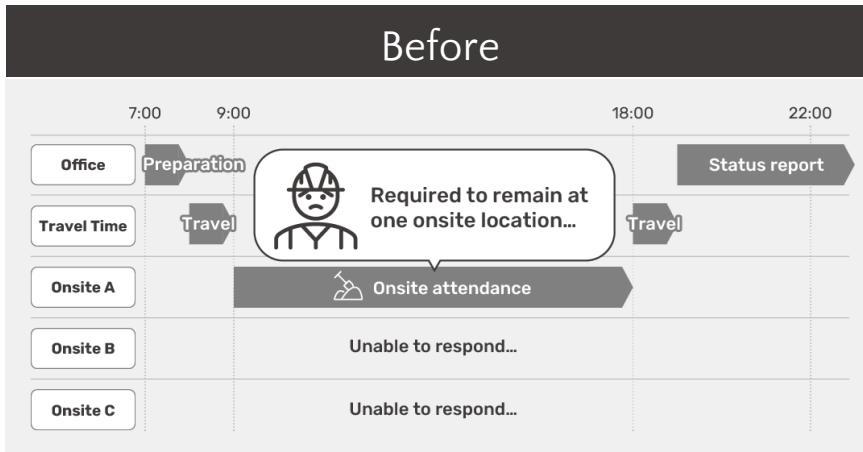 Before
7:00 9:00 18:00 22:00
Office Preparation Status report
Required to remain at
one onsite location...
Travel Time Travel Travel
Onsite A Onsite attendance
Onsite B Unable to respond...
Onsite C Unable to respond...